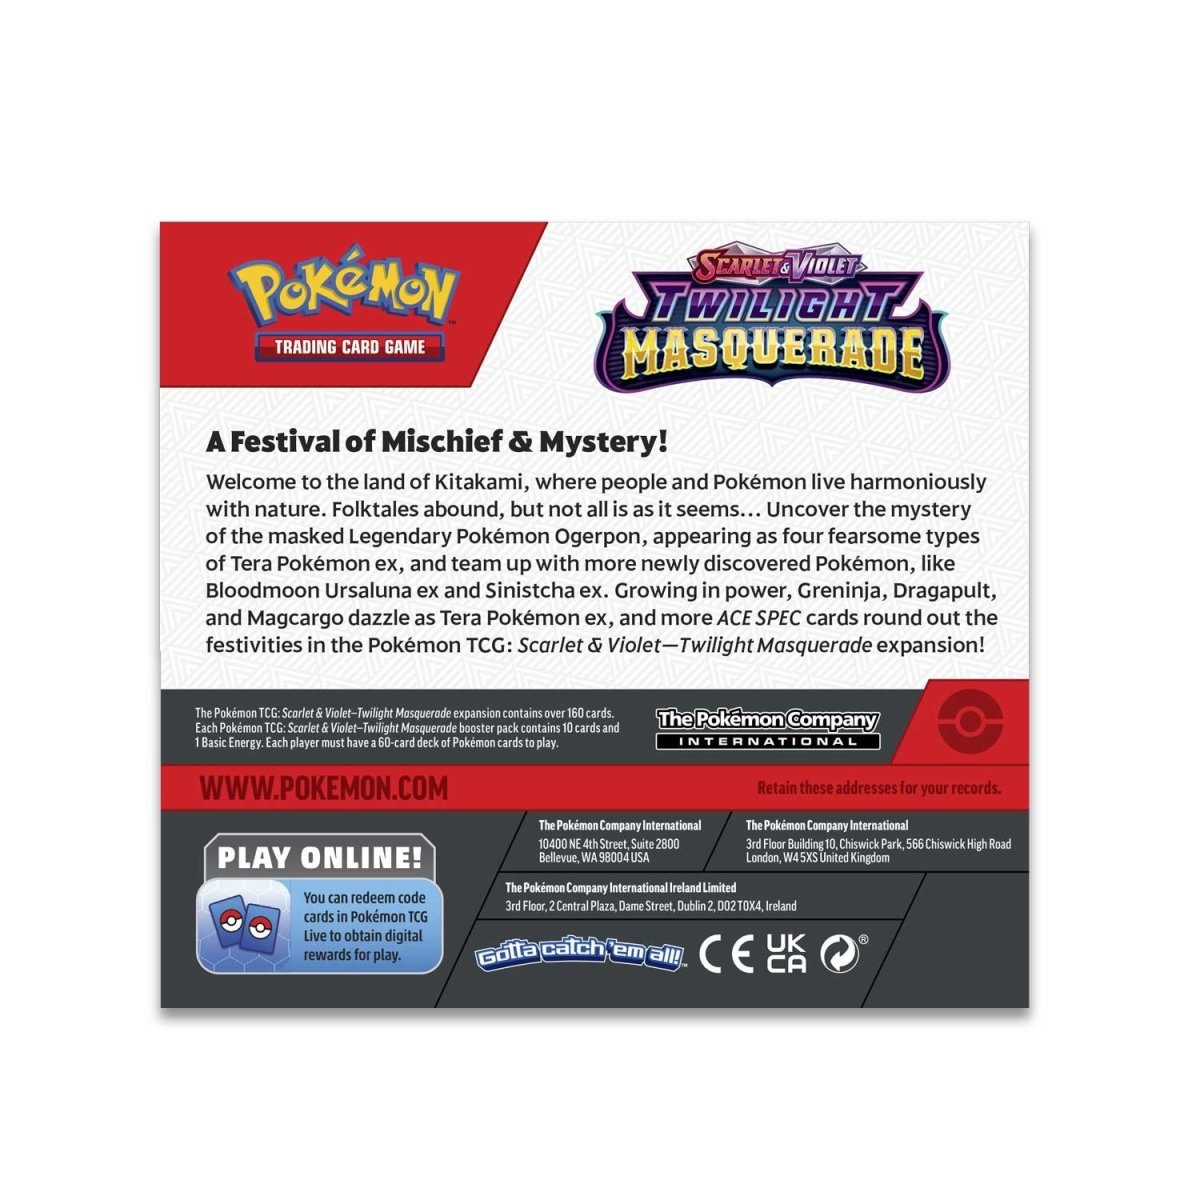 POKéMON
TRADING CARD GAME
SCARLET & VIOLET
TWILIGHT
MASQUERADE
A Festival of Mischief & Mystery!
Welcome to the land of Kitakami, where people and Pokémon live harmoniously
with nature. Folktales abound, but not all is as it seems... Uncover the mystery
of the masked Legendary Pokémon Ogerpon, appearing as four fearsome types
of Tera Pokémon ex, and team up with more newly discovered Pokémon, like
Bloodmoon Ursaluna ex and Sinistcha ex. Growing in power, Greninja, Dragapult,
and Magcargo dazzle as Tera Pokémon ex, and more ACE SPEC cards round out the
festivities in the Pokémon TCG: Scarlet & Violet—Twilight Masquerade expansion!
The Pokémon TCG: Scarlet & Violet—Twilight Masquerade expansion contains over 160 cards.
Each Pokémon TCG: Scarlet & Violet—Twilight Masquerade booster pack contains 10 cards and
1 Basic Energy. Each player must have a 60-card deck of Pokémon cards to play.
The Pokémon Company
INTERNATIONAL
WWW.POKEMON.COM
Retain these addresses for your records.
PLAY ONLINE!
You can redeem code
cards in Pokémon TCG
Live to obtain digital
rewards for play.
The Pokémon Company International
10400 NE 4th Street, Suite 2800
Bellevue, WA 98004 USA
The Pokémon Company International
3rd Floor Building 10, Chiswick Park, 566 Chiswick High Road
London, W4 5XS United Kingdom
The Pokémon Company International Ireland Limited
3rd Floor, 2 Central Plaza, Dame Street, Dublin 2, D02 T0X4, Ireland
Gotta catch 'em all!™
CE
UK
CA
®